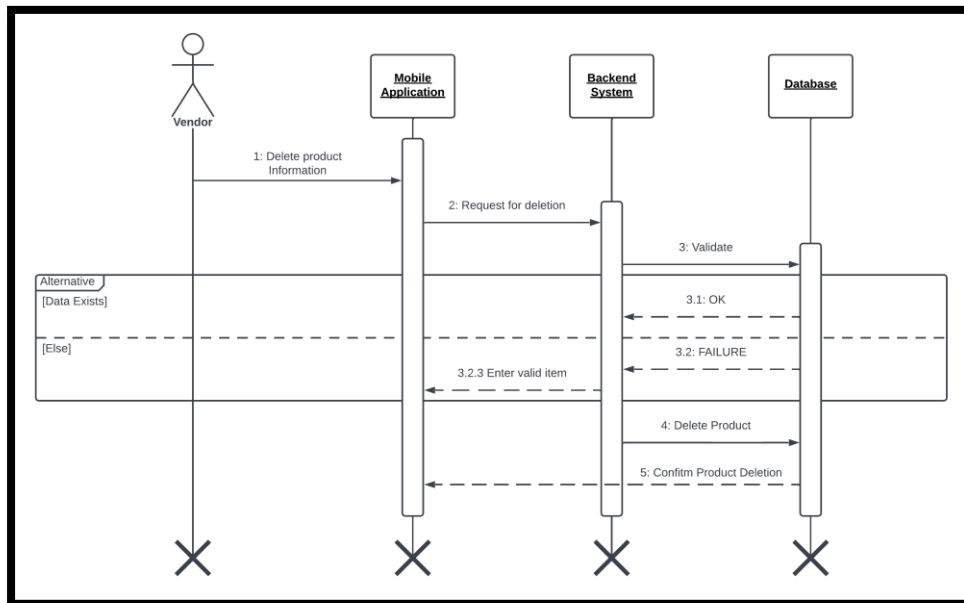 Vendor
Mobile
Application
Backend
System
Database
1: Delete product
Information
2: Request for deletion
3: Validate
Alternative
[Data Exists]
3.1: OK
[Else]
3.2: FAILURE
3.2.3 Enter valid item
4: Delete Product
5: Confitm Product Deletion